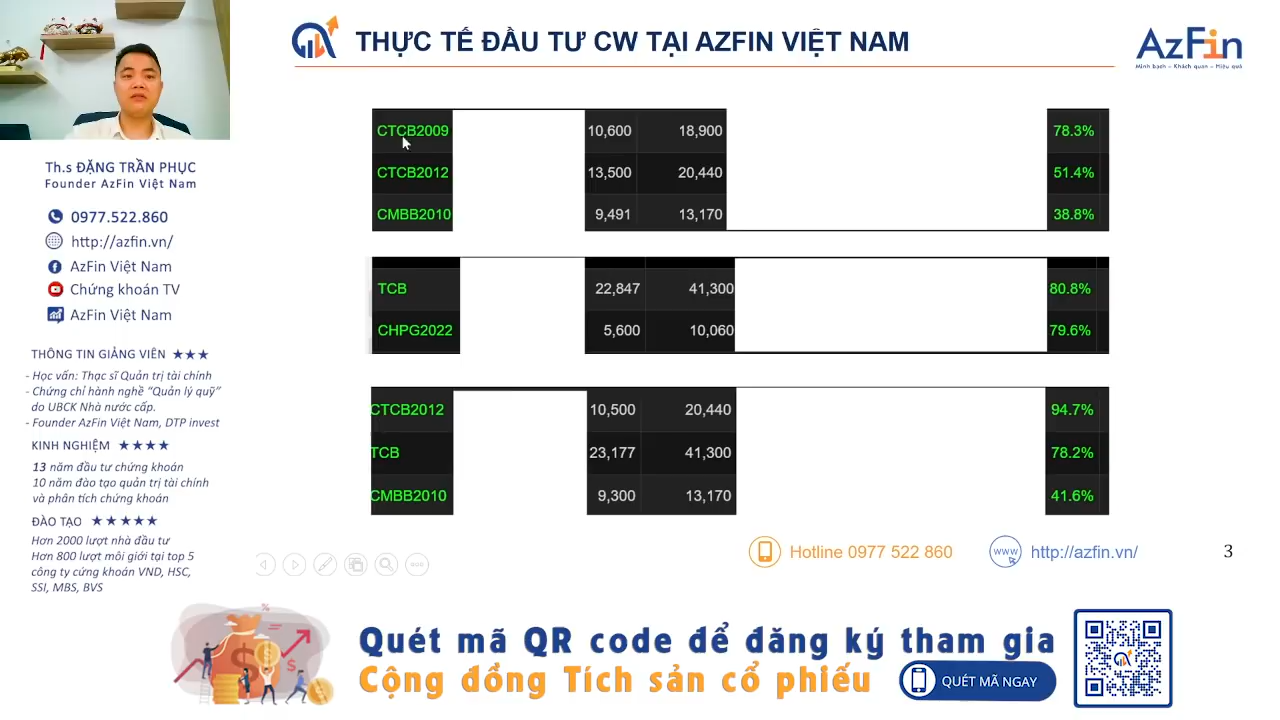 THỰC TẾ ĐẦU TƯ CW TẠI AZFIN VIỆT NAM
AzFin
Minh bạch – Khách quan – Hiệu quả
Th.s ĐẶNG TRẦN PHỤC
Founder AzFin Việt Nam
0977.522.860
http://azfin.vn/
AzFin Việt Nam
Chứng khoán TV
AzFin Việt Nam
THÔNG TIN GIẢNG VIÊN ★★★
- Học vấn: Thạc sĩ Quản trị tài chính
- Chứng chỉ hành nghề "Quản lý quỹ"
do UBCK Nhà nước cấp.
- Founder AzFin Việt Nam, DTP invest
KINH NGHIỆM ★★★★
13 năm đầu tư chứng khoán
10 năm đào tạo quản trị tài chính
và phân tích chứng khoán
ĐÀO TẠO ★★★★★
Hơn 2000 lượt nhà đầu tư
Hơn 800 lượt môi giới tại top 5
công ty cứng khoán VND, HSC,
SSI, MBS, BVS
CTCB2009 10,600 18,900 78.3%
CTCB2012 13,500 20,440 51.4%
CMBB2010 9,491 13,170 38.8%
TCB 22,847 41,300 80.8%
CHPG2022 5,600 10,060 79.6%
CTCB2012 10,500 20,440 94.7%
TCB 23,177 41,300 78.2%
CMBB2010 9,300 13,170 41.6%
Hotline 0977 522 860
www http://azfin.vn/
3
Quét mã QR code để đăng ký tham gia
Cộng đồng Tích sản cổ phiếu
QUÉT MÃ NGAY